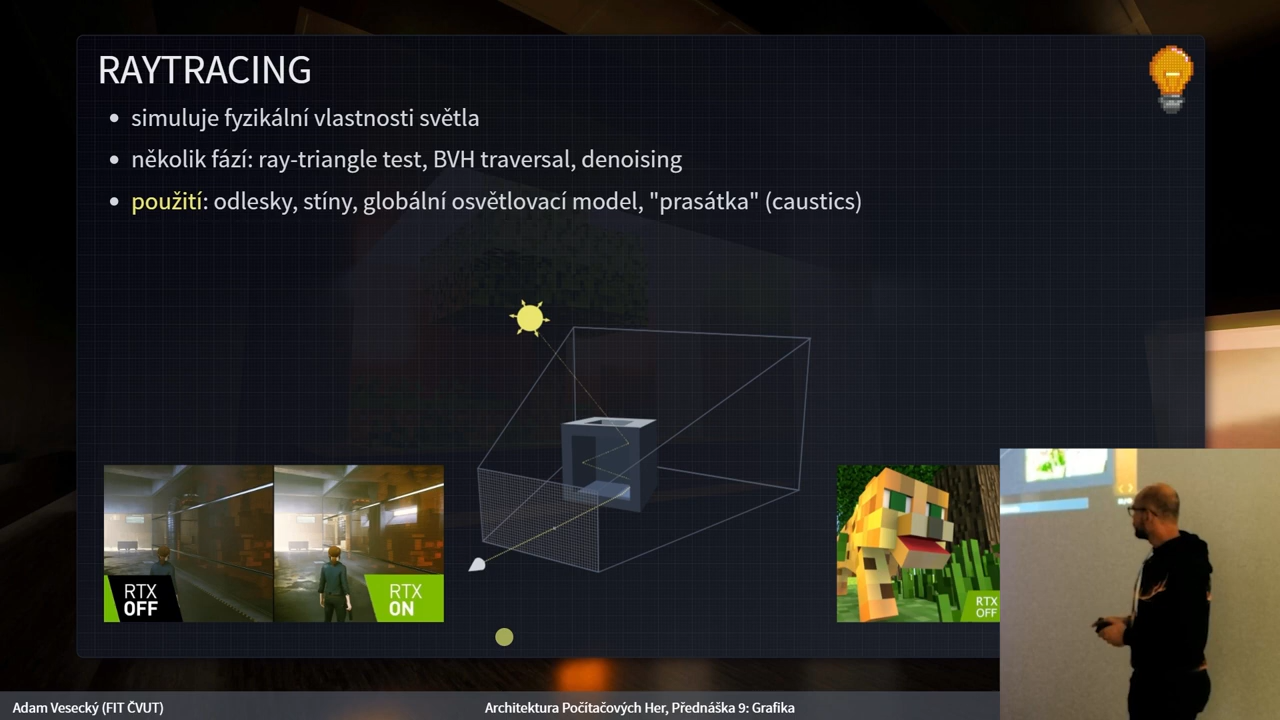 RAYTRACING
simuluje fyzikální vlastnosti světla
několik fází: ray-triangle test, BVH traversal, denoising
použití: odlesky, stíny, globální osvětlovací model, "prasátka" (caustics)
RTX
OFF
RTX
ON
RTX
OFF
Adam Vesecký (FIT ČVUT)
Architektura Počítačových Her, Přednáška 9: Grafika